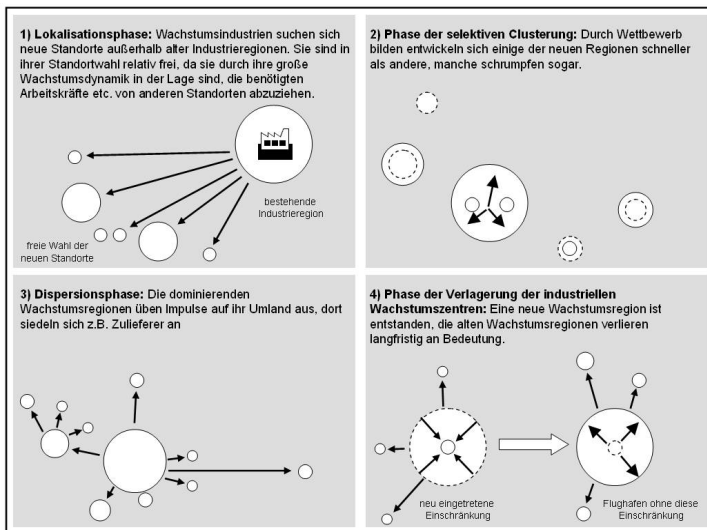 1) Lokalisationsphase: Wachstumsindustrien suchen sich
neue Standorte außerhalb alter Industrieregionen. Sie sind in
ihrer Standortwahl relativ frei, da sie durch ihre große
Wachstumsdynamik in der Lage sind, die benötigten
Arbeitskräfte etc. von anderen Standorten abzuziehen.
bestehende
Industrieregion
freie Wahl der
neuen Standorte
2) Phase der selektiven Clusterung: Durch Wettbewerb
bilden entwickeln sich einige der neuen Regionen schneller
als andere, manche schrumpfen sogar.
3) Dispersionsphase: Die dominierenden
Wachstumsregionen üben Impulse auf ihr Umland aus, dort
siedeln sich z.B. Zulieferer an
4) Phase der Verlagerung der industriellen
Wachstumszentren: Eine neue Wachstumsregion ist
entstanden, die alten Wachstumsregionen verlieren
langfristig an Bedeutung.
neu eingetretene
Einschränkung
Flughafen ohne diese
Einschränkung